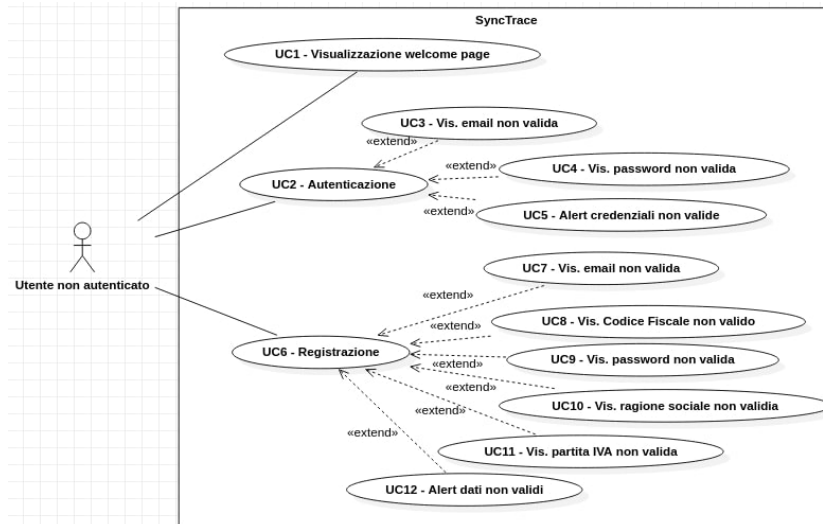 SyncTrace
UC1 - Visualizzazione welcome page
UC3 - Vis. email non valida
«extend»
«extend»
UC4 - Vis. password non valida
UC2 - Autenticazione
«extend»
UC5 - Alert credenziali non valide
Utente non autenticato
UC7 - Vis. email non valida
«extend»
UC8 - Vis. Codice Fiscale non valido
«extend»
UC6 - Registrazione
UC9 - Vis. password non valida
«extend»
«extend»
UC10 - Vis. ragione sociale non validia
«extend»
UC11 - Vis. partita IVA non valida
UC12 - Alert dati non validi